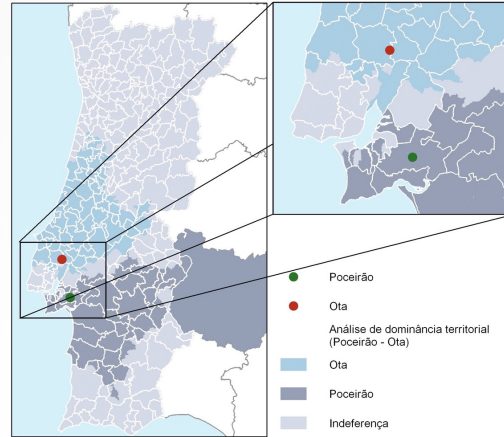 Poceirão
Ota
Análise de dominância territorial
(Poceirão - Ota)
Ota
Poceirão
Indeferença